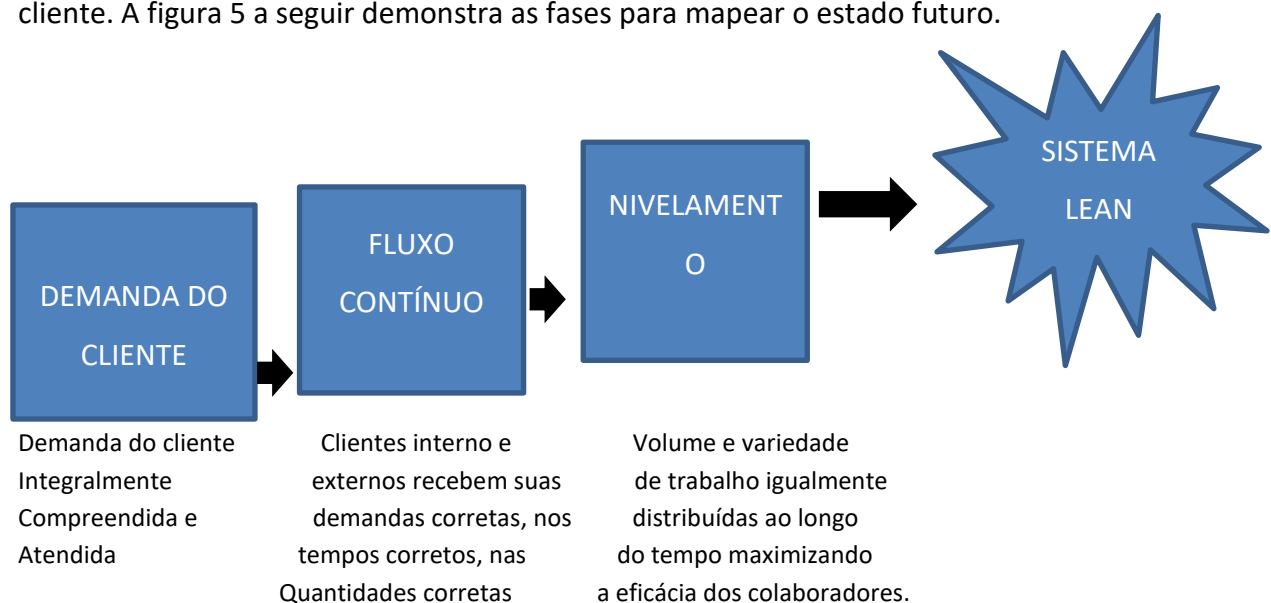 cliente. A figura 5 a seguir demonstra as fases para mapear o estado futuro.
DEMANDA DO
CLIENTE
FLUXO
CONTÍNUO
NIVELAMENT
O
SISTEMA
LEAN
Demanda do cliente
Integralmente
Compreendida e
Atendida
Clientes interno e
externos recebem suas
demandas corretas, nos
tempos corretos, nas
Quantidades corretas
Volume e variedade
de trabalho igualmente
distribuídas ao longo
do tempo maximizando
a eficácia dos colaboradores.